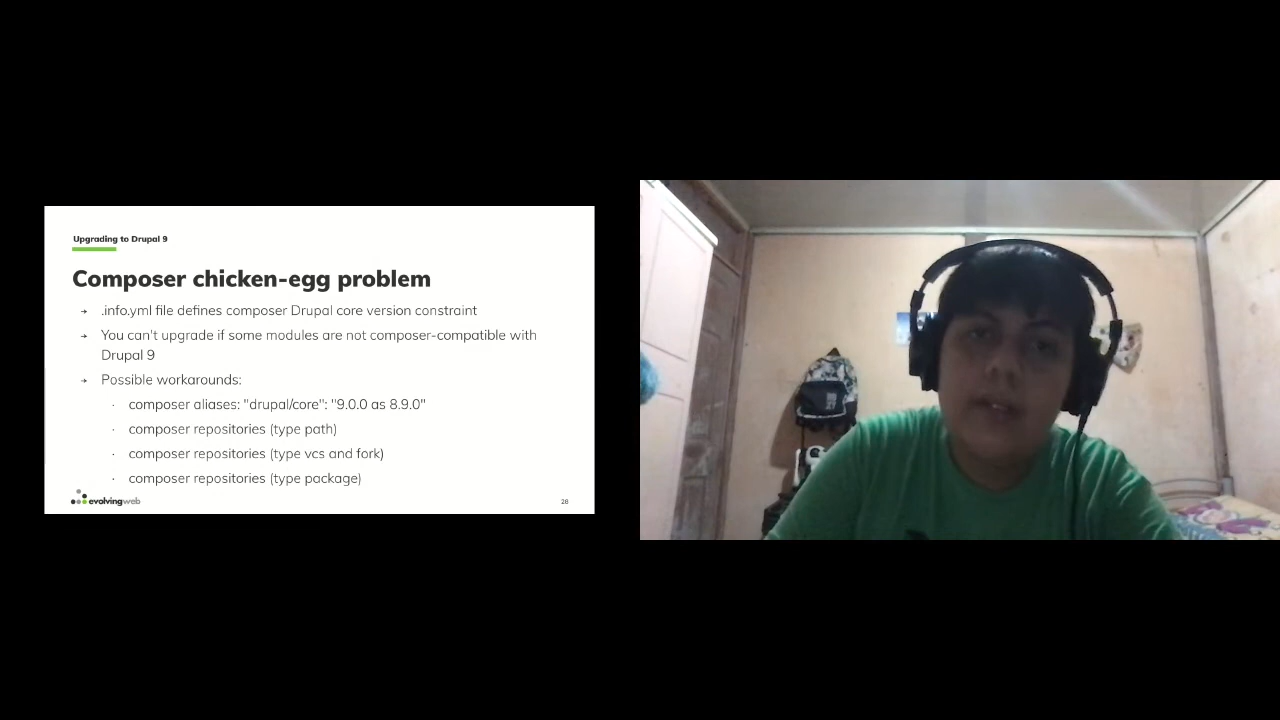 Upgrading to Drupal 9
Composer chicken-egg problem
→ .info.yml file defines composer Drupal core version constraint
→ You can't upgrade if some modules are not composer-compatible with
Drupal 9
→ Possible workarounds:
· composer aliases: "drupal/core": "9.0.0 as 8.9.0"
· composer repositories (type path)
· composer repositories (type vcs and fork)
· composer repositories (type package)
evolvingweb
28